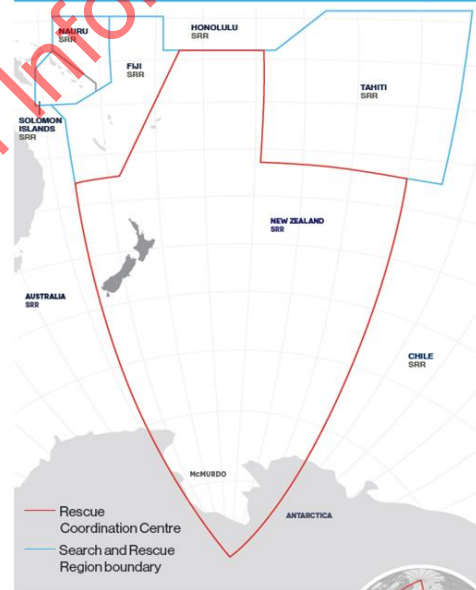 NAURU
SRR
HONOLULU
SRR
FIJI
SRR
TAHITI
SRR
SOLOMON
ISLANDS
SRR
NEW ZEALAND
SRR
AUSTRALIA
SRR
CHILE
SRR
McMURDO
ANTARCTICA
Rescue
Coordination Centre
Search and Rescue
Region boundary